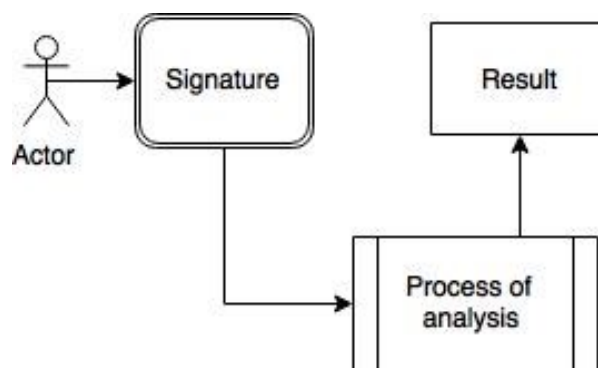 Actor
Signature
Result
Process of
analysis